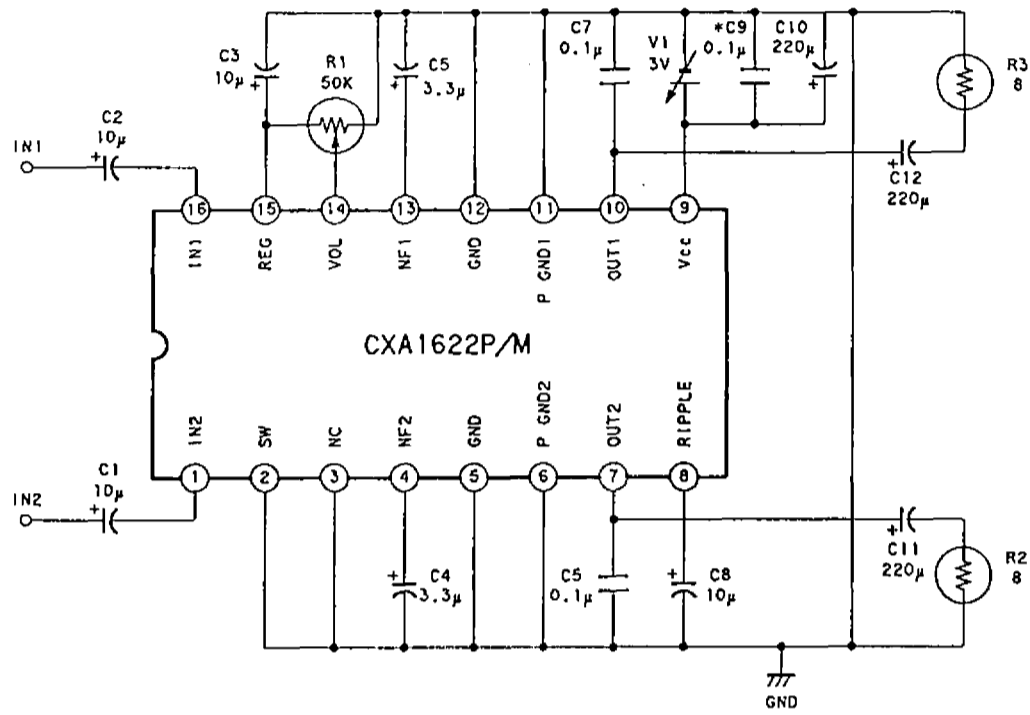 C7
0.1μ
V1
3V
*C9
0.1μ
C10
220μ
R3
8
C3
10μ
R1
50K
C5
3.3μ
C2
10μ
IN1
C12
220μ
16
15
14
13
12
11
10
9
IN1
REG
VOL
NF1
GND
P GND1
OUT1
Vcc
CXA1622P/M
IN2
SW
NC
NF2
GND
P GND2
OUT2
RIPPLE
1
2
3
4
5
6
7
8
C1
10μ
IN2
C4
3.3μ
C5
0.1μ
C8
10μ
C11
220μ
R2
8
GND